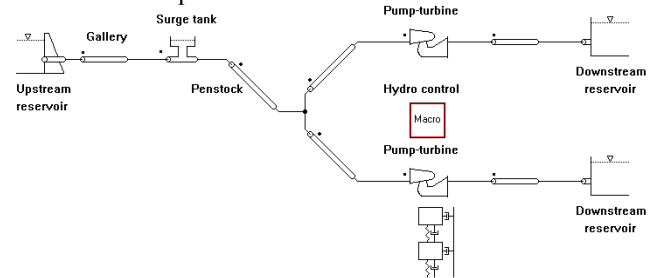 Pump-turbine
Surge tank
Gallery
Upstream
reservoir
Penstock
Downstream
reservoir
Hydro control
Macro
Pump-turbine
Downstream
reservoir